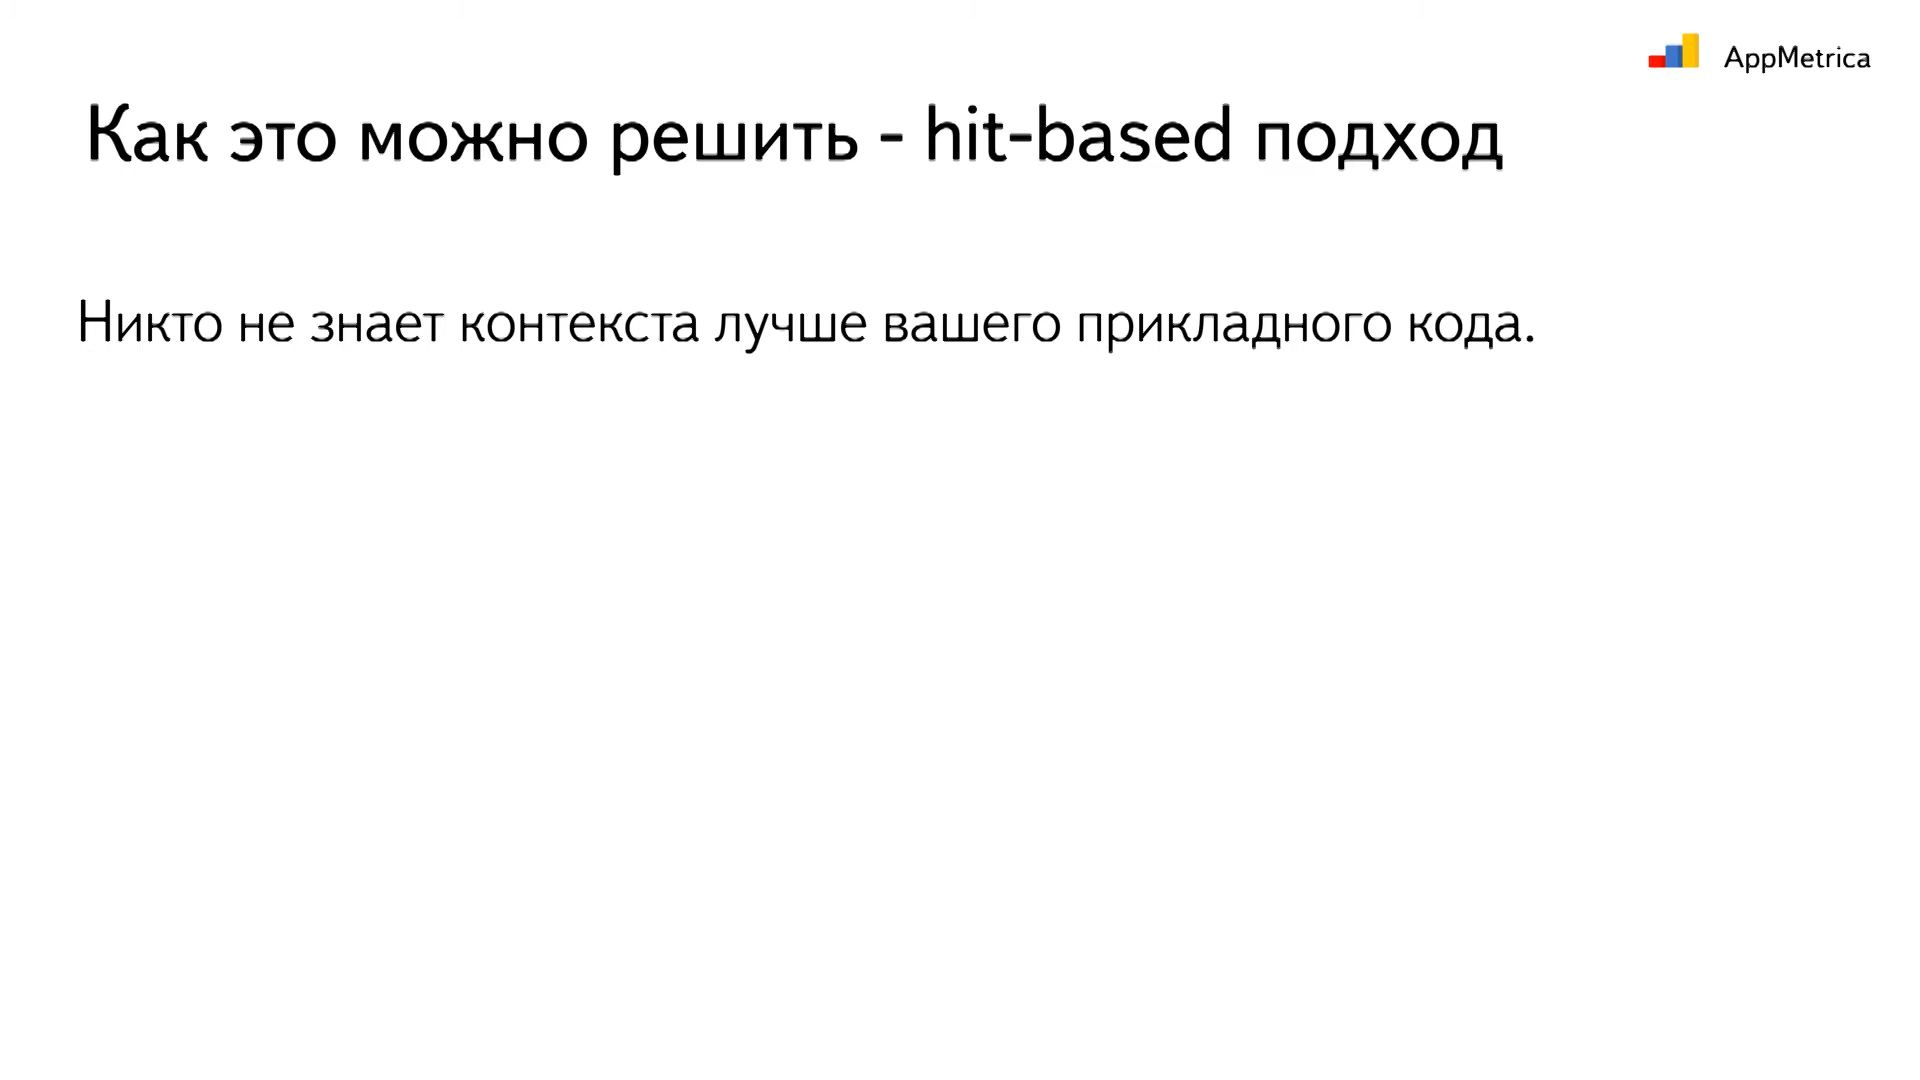 AppMetrica
Как это можно решить - hit-based подход
Никто не знает контекста лучше вашего прикладного кода.